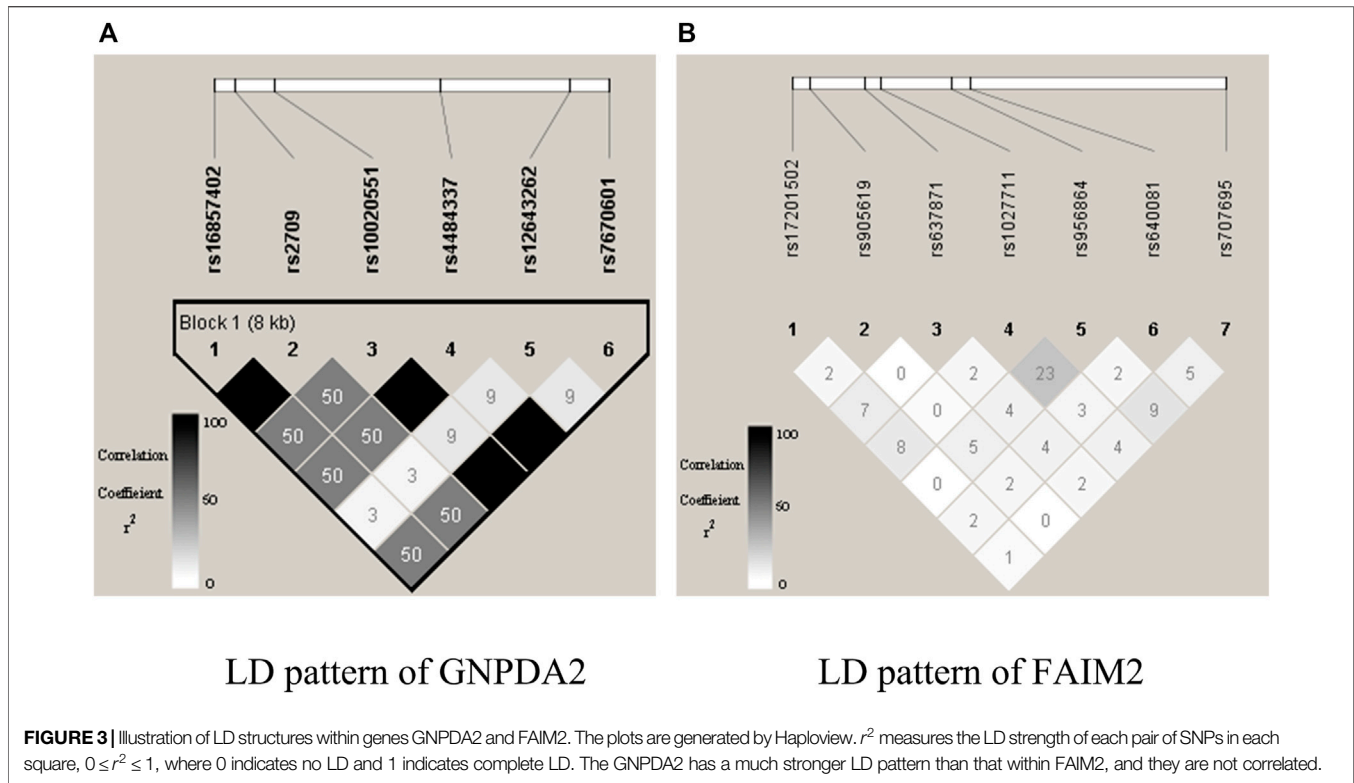 A
B
rs16857402
rs2709
rs10020551
rs4484337
rs12643262
rs7670601
rs17201502
rs905619
rs637871
rs1027711
rs956864
rs640081
rs707695
Block 1 (8 kb)
1 2 3 4 5 6
50 9 9
50 50 9
50 3
3 50
50
Correlation
Coeffieient
r²
100
50
0
1 2 3 4 5 6 7
2 0 2 23 2 5
7 0 4 3 9
8 5 4 4
0 2 2
2 0
1
Correlation
Coeffieient
r²
100
50
0
LD pattern of GNPDA2
LD pattern of FAIM2
FIGURE 3 | Illustration of LD structures within genes GNPDA2 and FAIM2. The plots are generated by Haploview. r² measures the LD strength of each pair of SNPs in each
square, 0 ≤ r² ≤ 1, where 0 indicates no LD and 1 indicates complete LD. The GNPDA2 has a much stronger LD pattern than that within FAIM2, and they are not correlated.